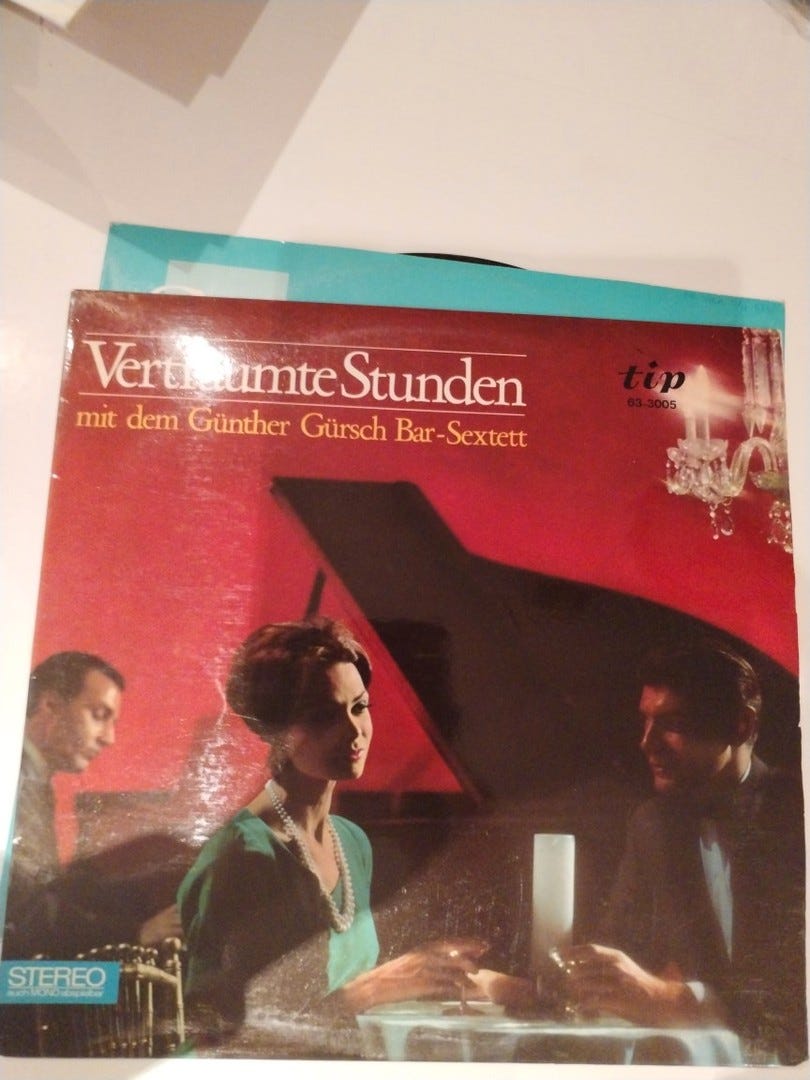 Verträumte Stunden
mit dem Günther Gürsch Bar-Sextett
tip
63-3005
STEREO
auch MONO abspielbar